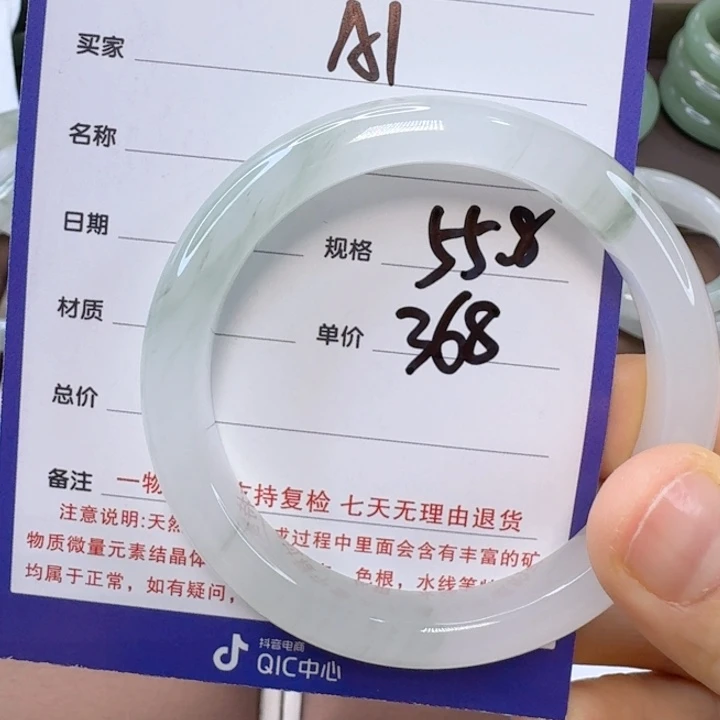 买家 A1
名称
日期 规格 558
材质 单价 368
总价
备注 一物 支持复检 七天无理由退货
注意说明:天然 成过程中里面会含有丰富的矿
物质微量元素结晶体 色根，水线等
均属于正常，如有疑问，
抖音电商
QIC中心